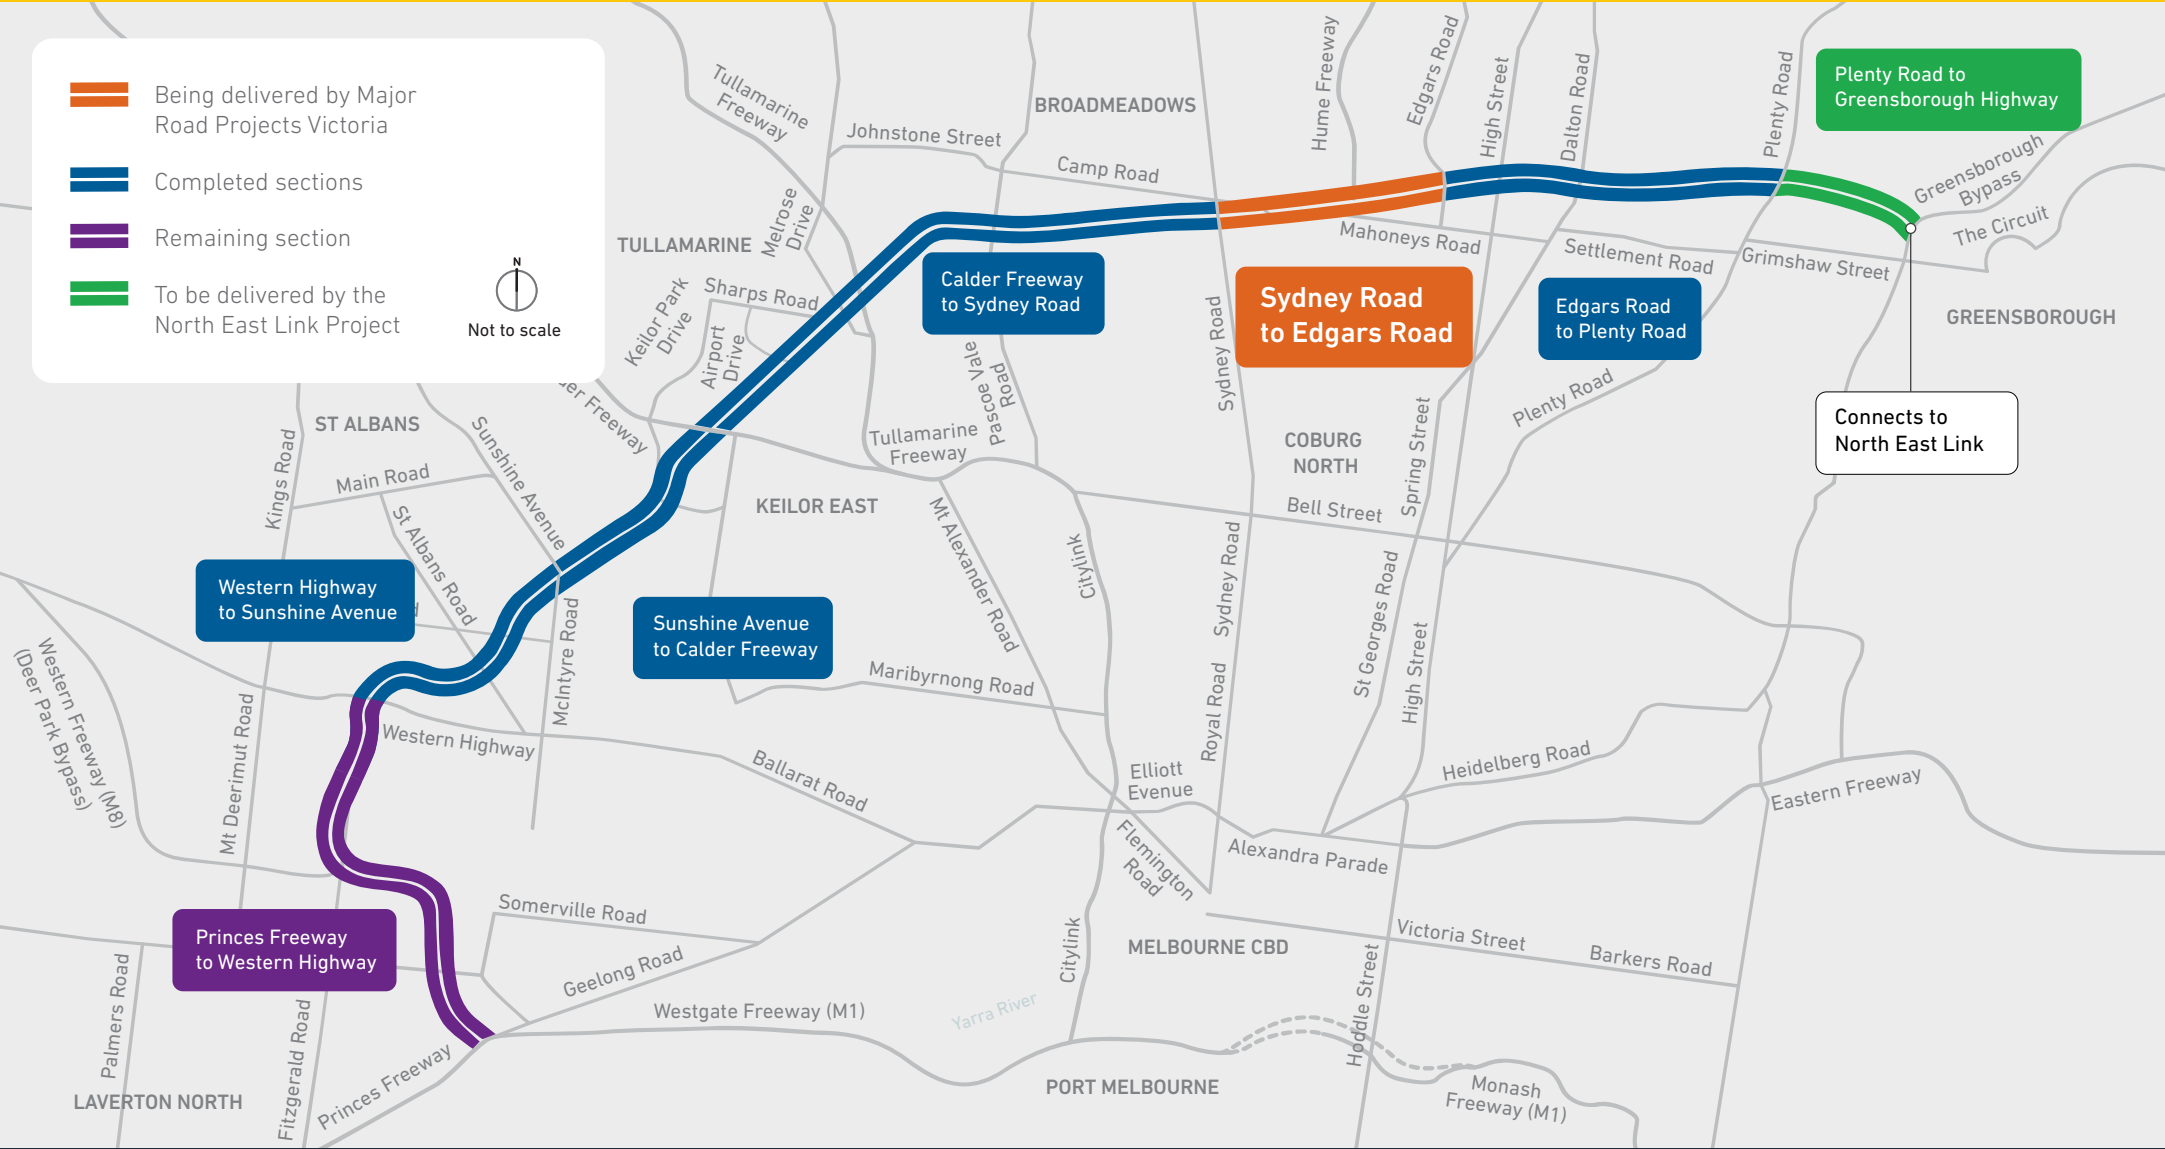 Being delivered by Major
Road Projects Victoria
Completed sections
Remaining section
To be delivered by the
North East Link Project
N
Not to scale
Tullamarine
Freeway
Johnstone Street
BROADMEADOWS
Camp Road
Hume Freeway
Edgars Road
High Street
Dalton Road
Plenty Road
Plenty Road to
Greensborough Highway
Greensborough
Bypass
The Circuit
TULLAMARINE
Melrose
Drive
Sharps Road
Keilor Park
Drive
Airport
Drive
Calder Freeway
to Sydney Road
Mahoneys Road
Settlement Road
Grimshaw Street
Sydney Road
to Edgars Road
Edgars Road
to Plenty Road
GREENSBOROUGH
Sydney Road
Pascoe Vale
Road
Plenty Road
Connects to
North East Link
ST ALBANS
der Freeway
Sunshine Avenue
Kings Road
Main Road
St Albans Road
Tullamarine
Freeway
KEILOR EAST
COBURG
NORTH
Spring Street
Bell Street
Mt Alexander Road
Citylink
Sydney Road
St Georges Road
High Street
Western Highway
to Sunshine Avenue
d
McIntyre Road
Sunshine Avenue
to Calder Freeway
Maribyrnong Road
Royal Road
Western Freeway (M8)
(Deer Park Bypass)
Mt Deerimut Road
Western Highway
Ballarat Road
Elliott
Evenue
Heidelberg Road
Eastern Freeway
Flemington
Road
Alexandra Parade
Somerville Road
Geelong Road
Princes Freeway
to Western Highway
Citylink
MELBOURNE CBD
Victoria Street
Barkers Road
Palmers Road
Fitzgerald Road
Westgate Freeway (M1)
Yarra River
Hoddle Street
Princes Freeway
LAVERTON NORTH
PORT MELBOURNE
Monash
Freeway (M1)